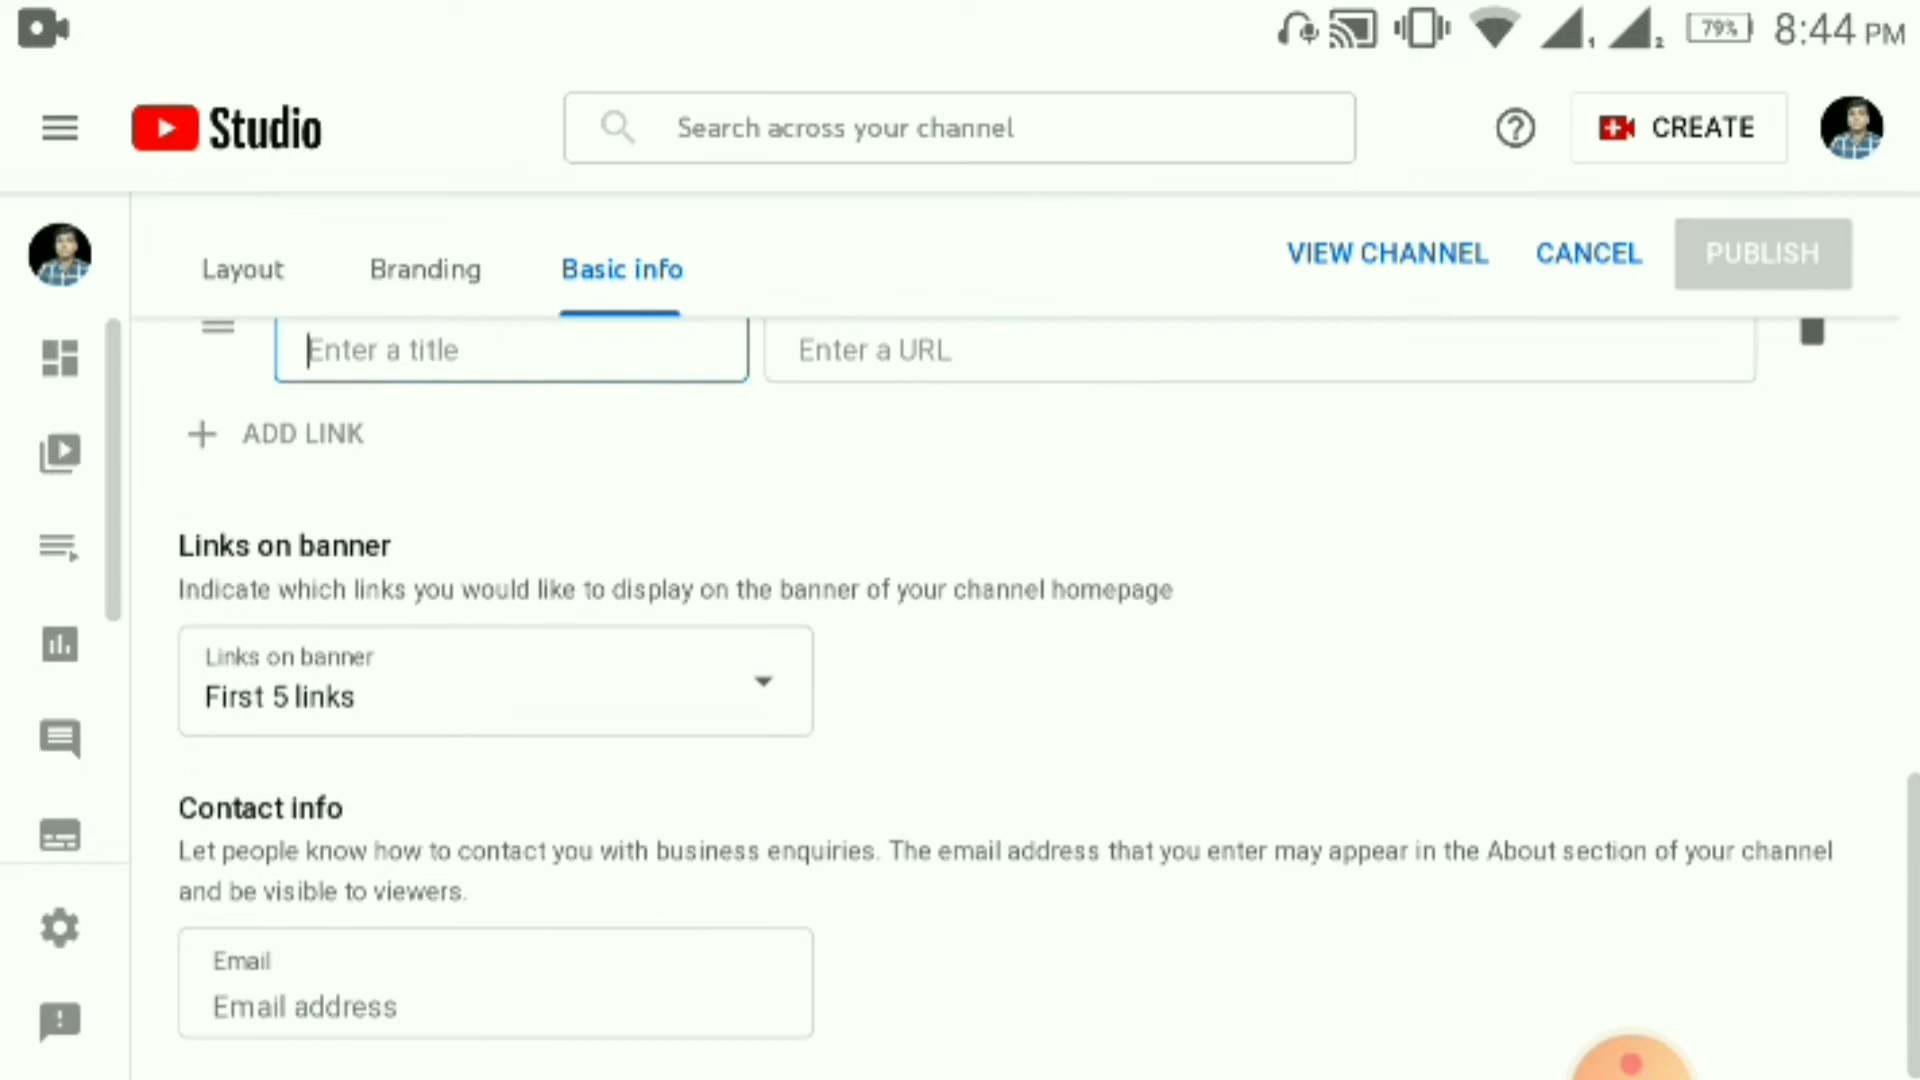 79%
8:44 PM
Studio
Search across your channel
CREATE
Layout
Branding
Basic info
VIEW CHANNEL
CANCEL
PUBLISH
Enter a title
Enter a URL
ADD LINK
Links on banner
Indicate which links you would like to display on the banner of your channel homepage
Links on banner
First 5 links
Contact info
Let people know how to contact you with business enquiries. The email address that you enter may appear in the About section of your channel
and be visible to viewers.
Email
Email address